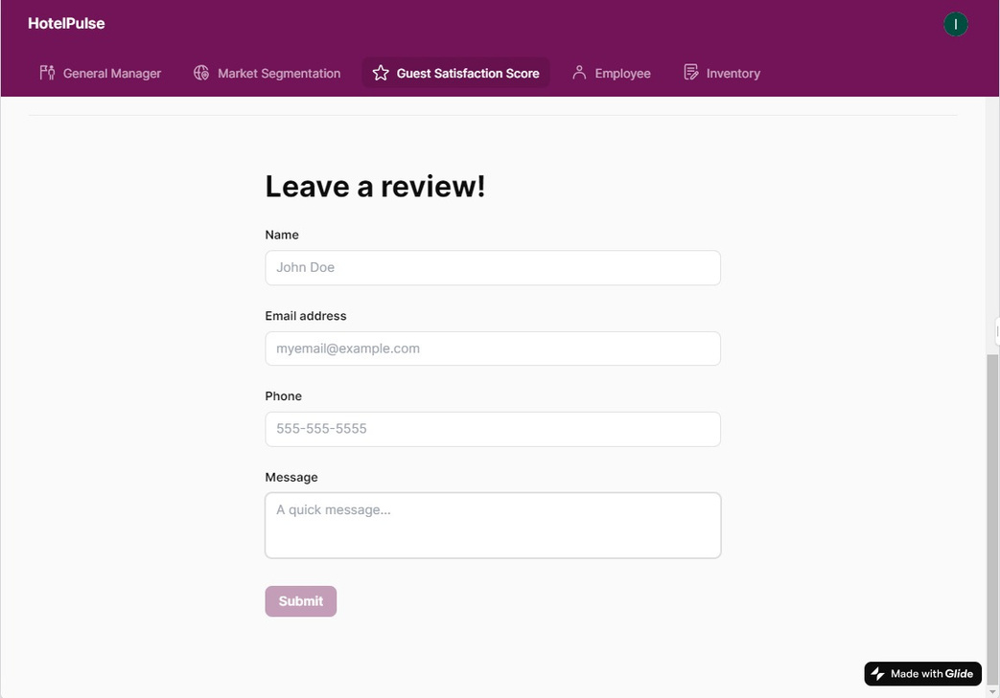 HotelPulse
I
General Manager
Market Segmentation
Guest Satisfaction Score
Employee
Inventory
Leave a review!
Name
John Doe
Email address
myemail@example.com
Phone
555-555-5555
Message
A quick message...
Submit
Made with Glide